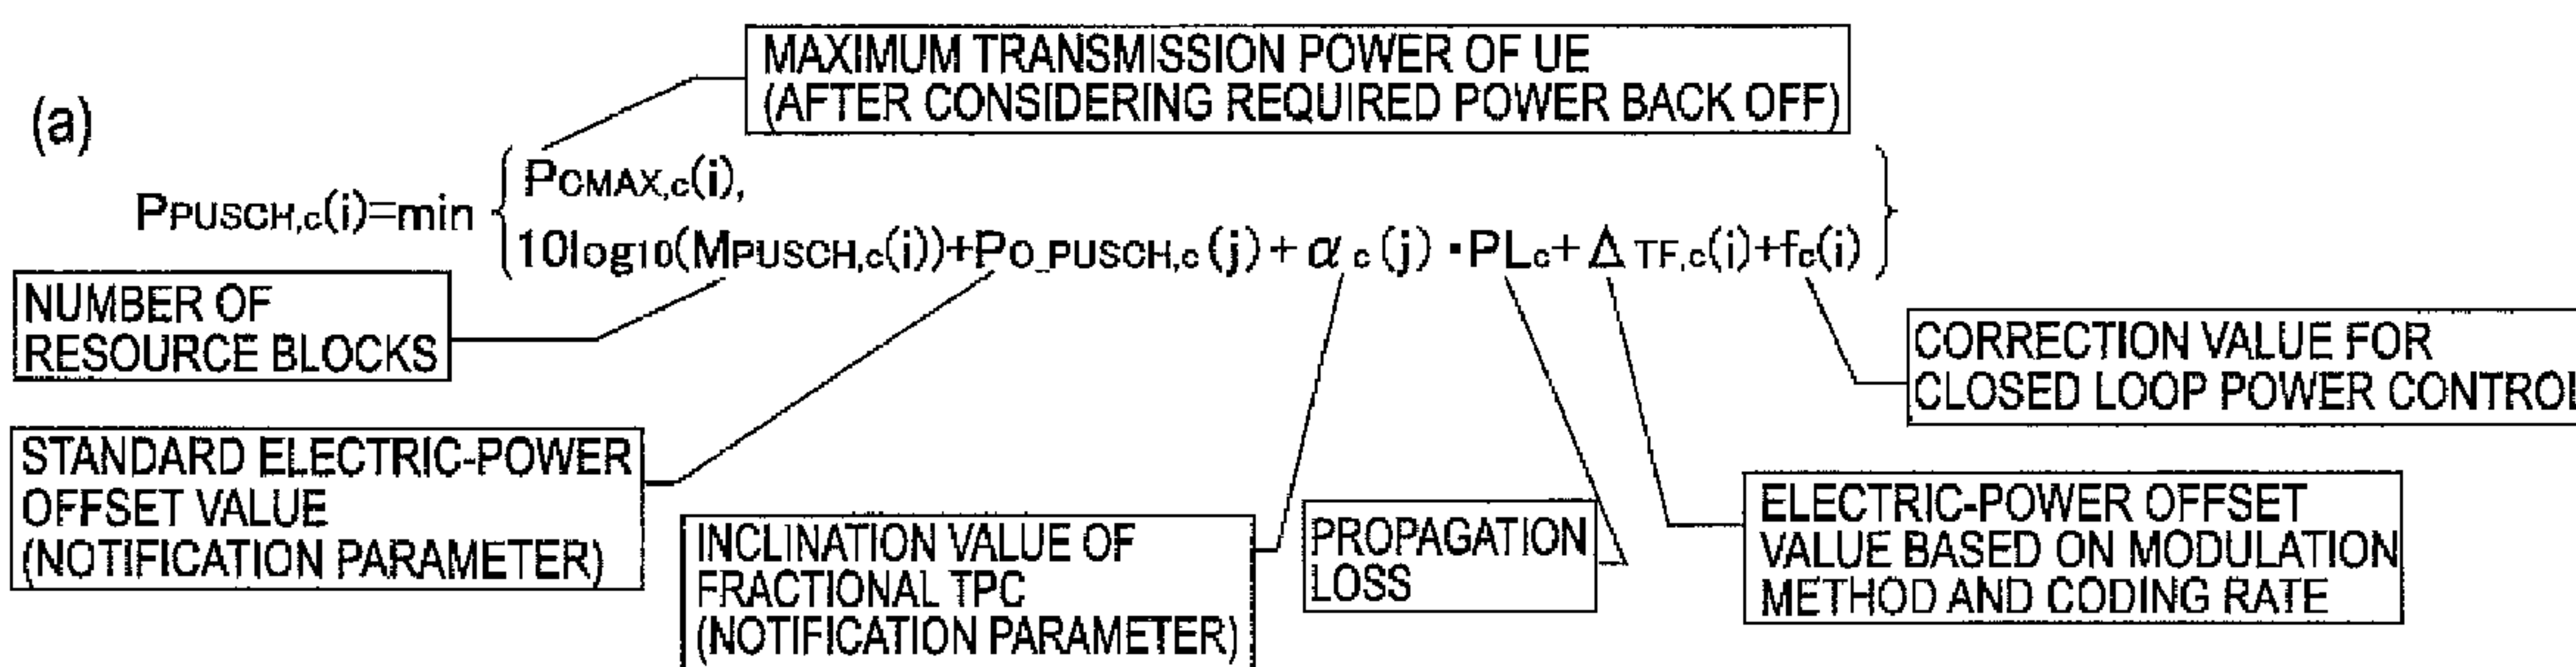 MAXIMUM TRANSMISSION POWER OF UE
(AFTER CONSIDERING REQUIRED POWER BACK OFF)
(a)
PPUSCH,c(i)=min { PCMAX,c(i),
10log10(MPUSCH,c(i))+PO_PUSCH,c(j)+αc(j)·PLc+ΔTF,c(i)+fc(i) }
NUMBER OF
RESOURCE BLOCKS
CORRECTION VALUE FOR
CLOSED LOOP POWER CONTROL
STANDARD ELECTRIC-POWER
OFFSET VALUE
(NOTIFICATION PARAMETER)
INCLINATION VALUE OF
FRACTIONAL TPC
(NOTIFICATION PARAMETER)
PROPAGATION
LOSS
ELECTRIC-POWER OFFSET
VALUE BASED ON MODULATION
METHOD AND CODING RATE